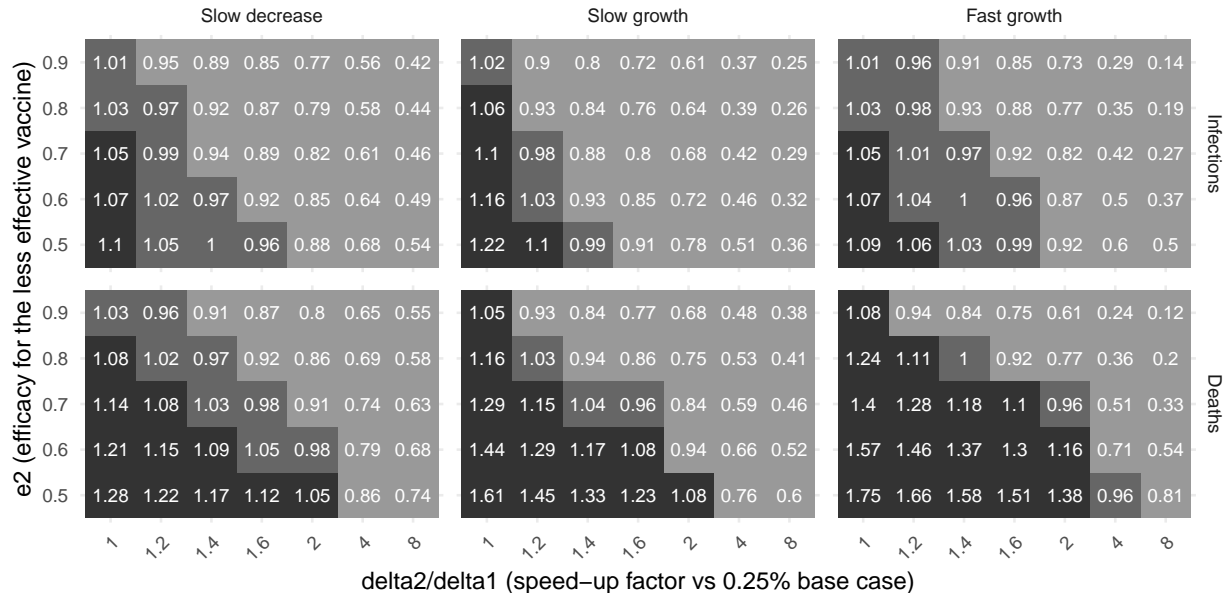 Slow decrease Slow growth Fast growth
0.9 1.01 0.95 0.89 0.85 0.77 0.56 0.42 1.02 0.9 0.8 0.72 0.61 0.37 0.25 1.01 0.96 0.91 0.85 0.73 0.29 0.14
0.8 1.03 0.97 0.92 0.87 0.79 0.58 0.44 1.06 0.93 0.84 0.76 0.64 0.39 0.26 1.03 0.98 0.93 0.88 0.77 0.35 0.19
0.7 1.05 0.99 0.94 0.89 0.82 0.61 0.46 1.1 0.98 0.88 0.8 0.68 0.42 0.29 1.05 1.01 0.97 0.92 0.82 0.42 0.27
0.6 1.07 1.02 0.97 0.92 0.85 0.64 0.49 1.16 1.03 0.93 0.85 0.72 0.46 0.32 1.07 1.04 1 0.96 0.87 0.5 0.37
0.5 1.1 1.05 1 0.96 0.88 0.68 0.54 1.22 1.1 0.99 0.91 0.78 0.51 0.36 1.09 1.06 1.03 0.99 0.92 0.6 0.5
Infections
0.9 1.03 0.96 0.91 0.87 0.8 0.65 0.55 1.05 0.93 0.84 0.77 0.68 0.48 0.38 1.08 0.94 0.84 0.75 0.61 0.24 0.12
0.8 1.08 1.02 0.97 0.92 0.86 0.69 0.58 1.16 1.03 0.94 0.86 0.75 0.53 0.41 1.24 1.11 1 0.92 0.77 0.36 0.2
0.7 1.14 1.08 1.03 0.98 0.91 0.74 0.63 1.29 1.15 1.04 0.96 0.84 0.59 0.46 1.4 1.28 1.18 1.1 0.96 0.51 0.33
0.6 1.21 1.15 1.09 1.05 0.98 0.79 0.68 1.44 1.29 1.17 1.08 0.94 0.66 0.52 1.57 1.46 1.37 1.3 1.16 0.71 0.54
0.5 1.28 1.22 1.17 1.12 1.05 0.86 0.74 1.61 1.45 1.33 1.23 1.08 0.76 0.6 1.75 1.66 1.58 1.51 1.38 0.96 0.81
Deaths
1 1.2 1.4 1.6 2 4 8 1 1.2 1.4 1.6 2 4 8 1 1.2 1.4 1.6 2 4 8
delta2/delta1 (speed−up factor vs 0.25% base case)
e2 (efficacy for the less effective vaccine)